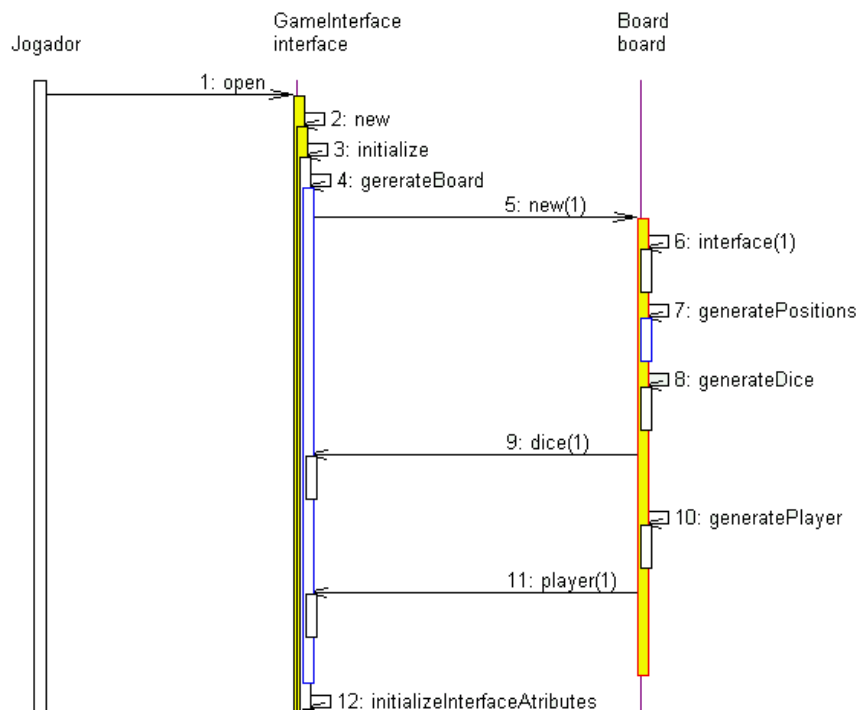 GameInterface
interface
Board
board
Jogador
1: open
2: new
3: initialize
4: gererateBoard
5: new(1)
6: interface(1)
7: generatePositions
8: generateDice
9: dice(1)
10: generatePlayer
11: player(1)
12: initializeInterfaceAtributes